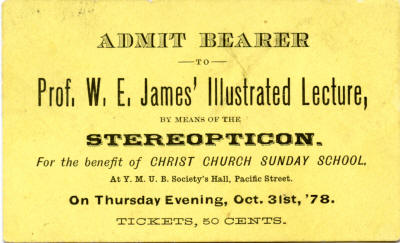 ADMIT BEARER
—TO—
Prof. W. E. James' Illustrated Lecture,
BY MEANS OF THE
STEREOPTICON.
For the benefit of CHRIST CHURCH SUNDAY SCHOOL,
At Y. M. U. B. Society's Hall, Pacific Street.
On Thursday Evening, Oct. 31st, '78.
TICKETS, 50 CENTS.